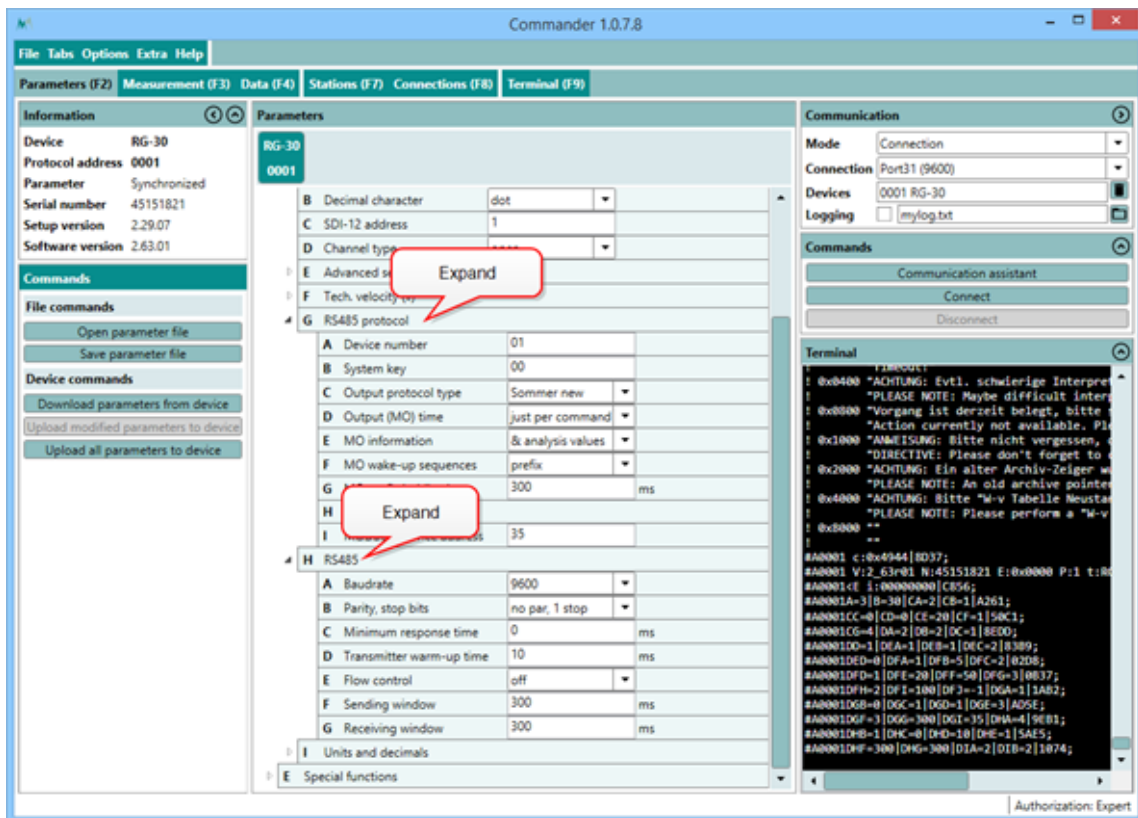 Commander 1.0.7.8
File Tabs Options Extra Help
Parameters (F2) Measurement (F3) Data (F4) Stations (F7) Connections (F8) Terminal (F9)
Information
Device RG-30
Protocol address 0001
Parameter Synchronized
Serial number 45151821
Setup version 2.29.07
Software version 2.63.01
Commands
File commands
Open parameter file
Save parameter file
Device commands
Download parameters from device
Upload modified parameters to device
Upload all parameters to device
Parameters
RG-30
0001
B Decimal character dot
C SDI-12 address 1
D Channel type
E Advanced
Expand
F Tech. velocity
G RS485 protocol
A Device number 01
B System key 00
C Output protocol type Sommer new
D Output (MO) time just per command
E MO information & analysis values
F MO wake-up sequences prefix
G 300 ms
H
Expand
I 35
H RS485
A Baudrate 9600
B Parity, stop bits no par, 1 stop
C Minimum response time 0 ms
D Transmitter warm-up time 10 ms
E Flow control off
F Sending window 300 ms
G Receiving window 300 ms
I Units and decimals
E Special functions
Communication
Mode Connection
Connection Port31 (9600)
Devices 0001 RG-30
Logging mylog.txt
Commands
Communication assistant
Connect
Disconnect
Terminal
! 0x0400 "ACHTUNG: Evtl. schwierige Interpret
! "PLEASE NOTE: Maybe difficult interp
! 0x0800 "Vorgang ist derzeit belegt, bitte
! "Action currently not available. Ple
! 0x1000 "ANWEISUNG: Bitte nicht vergessen,
! "DIRECTIVE: Please don't forget to
! 0x2000 "ACHTUNG: Ein alter Archiv-Zeiger
! "PLEASE NOTE: An old archive pointer
! 0x4000 "ACHTUNG: Bitte "W-v Tabelle Neustar
! "PLEASE NOTE: Please perform a "W-v
! 0x8000 ""
! ""
#A0001 c:0x4944|8D37;
#A0001 V:2_63r01 N:45151821 E:0x0000 P:1 t:R
#A0001<E i:00000000|C856;
#A0001A=3|B=30|CA=2|CB=1|A261;
#A0001CC=0|CD=0|CE=20|CF=1|50C1;
#A0001CG=4|DA=2|DB=2|DC=1|8EDD;
#A0001DD=1|DEA=1|DEB=1|DEC=2|8389;
#A0001DED=0|DFA=1|DFB=5|DFC=2|02D8;
#A0001DFD=1|DFE=20|DFF=50|DFG=3|0B37;
#A0001DFH=2|DFI=100|DFJ=-1|DGA=1|1AB2;
#A0001DGB=0|DGC=1|DGD=1|DGE=3|AD5E;
#A0001DGF=3|DGG=300|DGI=35|DHA=4|9EB1;
#A0001DHB=1|DHC=0|DHD=10|DHE=1|5AE5;
#A0001DHF=300|DHG=300|DIA=2|DIB=2|1074;
Authorization: Expert